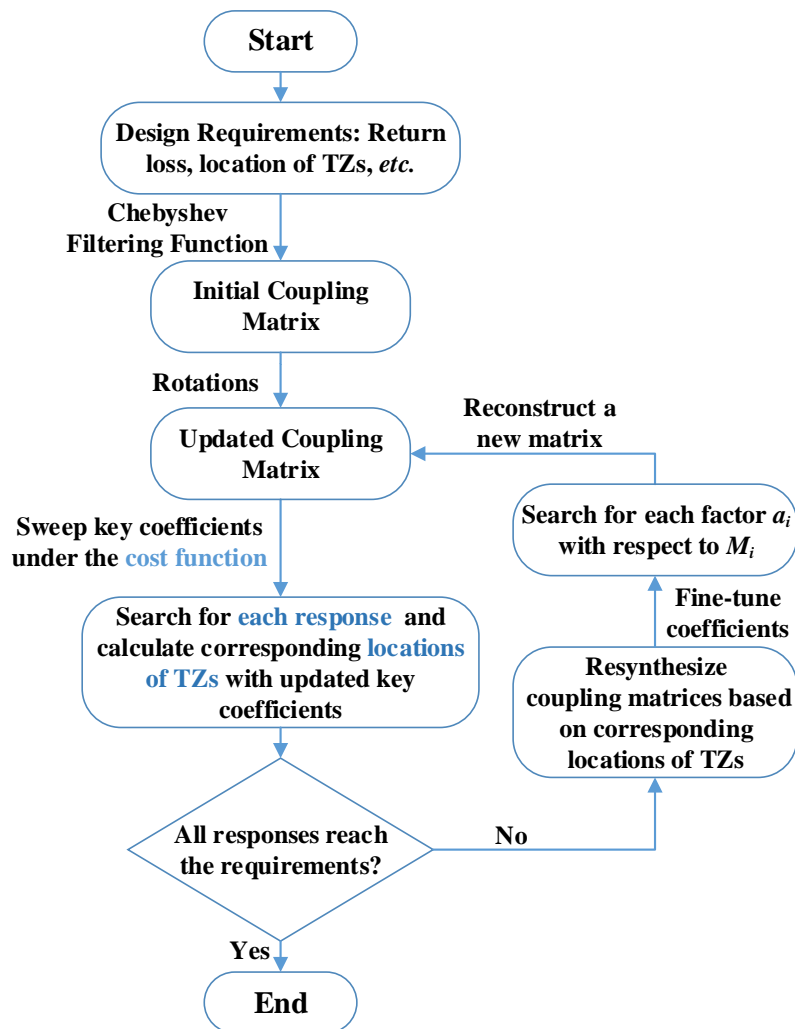 Start
Design Requirements: Return
loss, location of TZs, etc.
Chebyshev
Filtering Function
Initial Coupling
Matrix
Rotations
Updated Coupling
Matrix
Sweep key coefficients
under the cost function
Search for each response and
calculate corresponding locations
of TZs with updated key
coefficients
All responses reach
the requirements?
Yes
End
No
Resynthesize
coupling matrices based
on corresponding
locations of TZs
Fine-tune
coefficients
Search for each factor a_i
with respect to M_i
Reconstruct a
new matrix